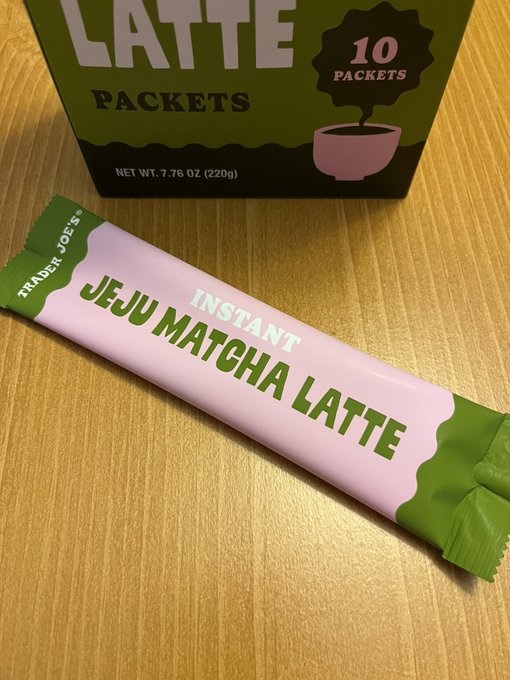 LATTE
PACKETS
10
PACKETS
NET WT. 7.76 OZ (220g)
TRADER JOE'S®
INSTANT
JEJU MATCHA LATTE